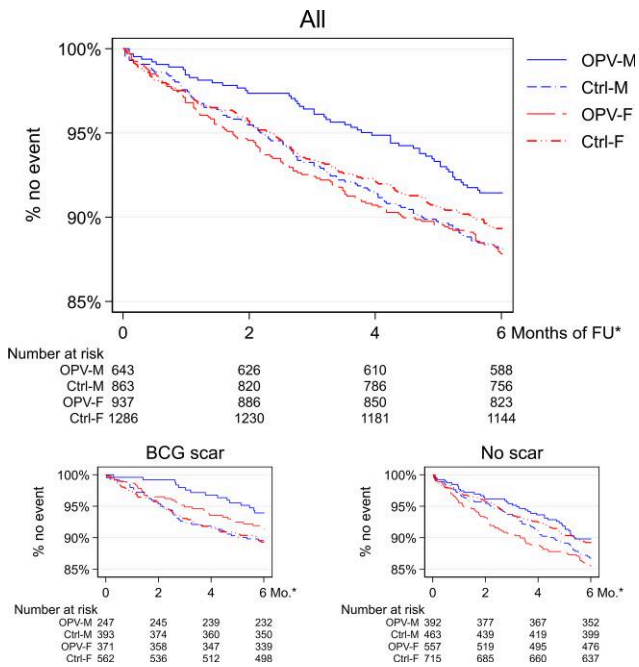 All
100%
95%
90%
85%
% no event
OPV-M
Ctrl-M
OPV-F
Ctrl-F
0 2 4 6 Months of FU*
Number at risk
OPV-M 643 626 610 588
Ctrl-M 863 820 786 756
OPV-F 937 886 850 823
Ctrl-F 1286 1230 1181 1144
BCG scar
100%
95%
90%
85%
% no event
0 2 4 6 Mo.*
Number at risk
OPV-M 247 245 239 232
Ctrl-M 393 374 360 350
OPV-F 371 358 347 339
Ctrl-F 562 536 512 498
No scar
100%
95%
90%
85%
% no event
0 2 4 6 Mo.*
Number at risk
OPV-M 392 377 367 352
Ctrl-M 463 439 419 399
OPV-F 557 519 495 476
Ctrl-F 715 685 660 637